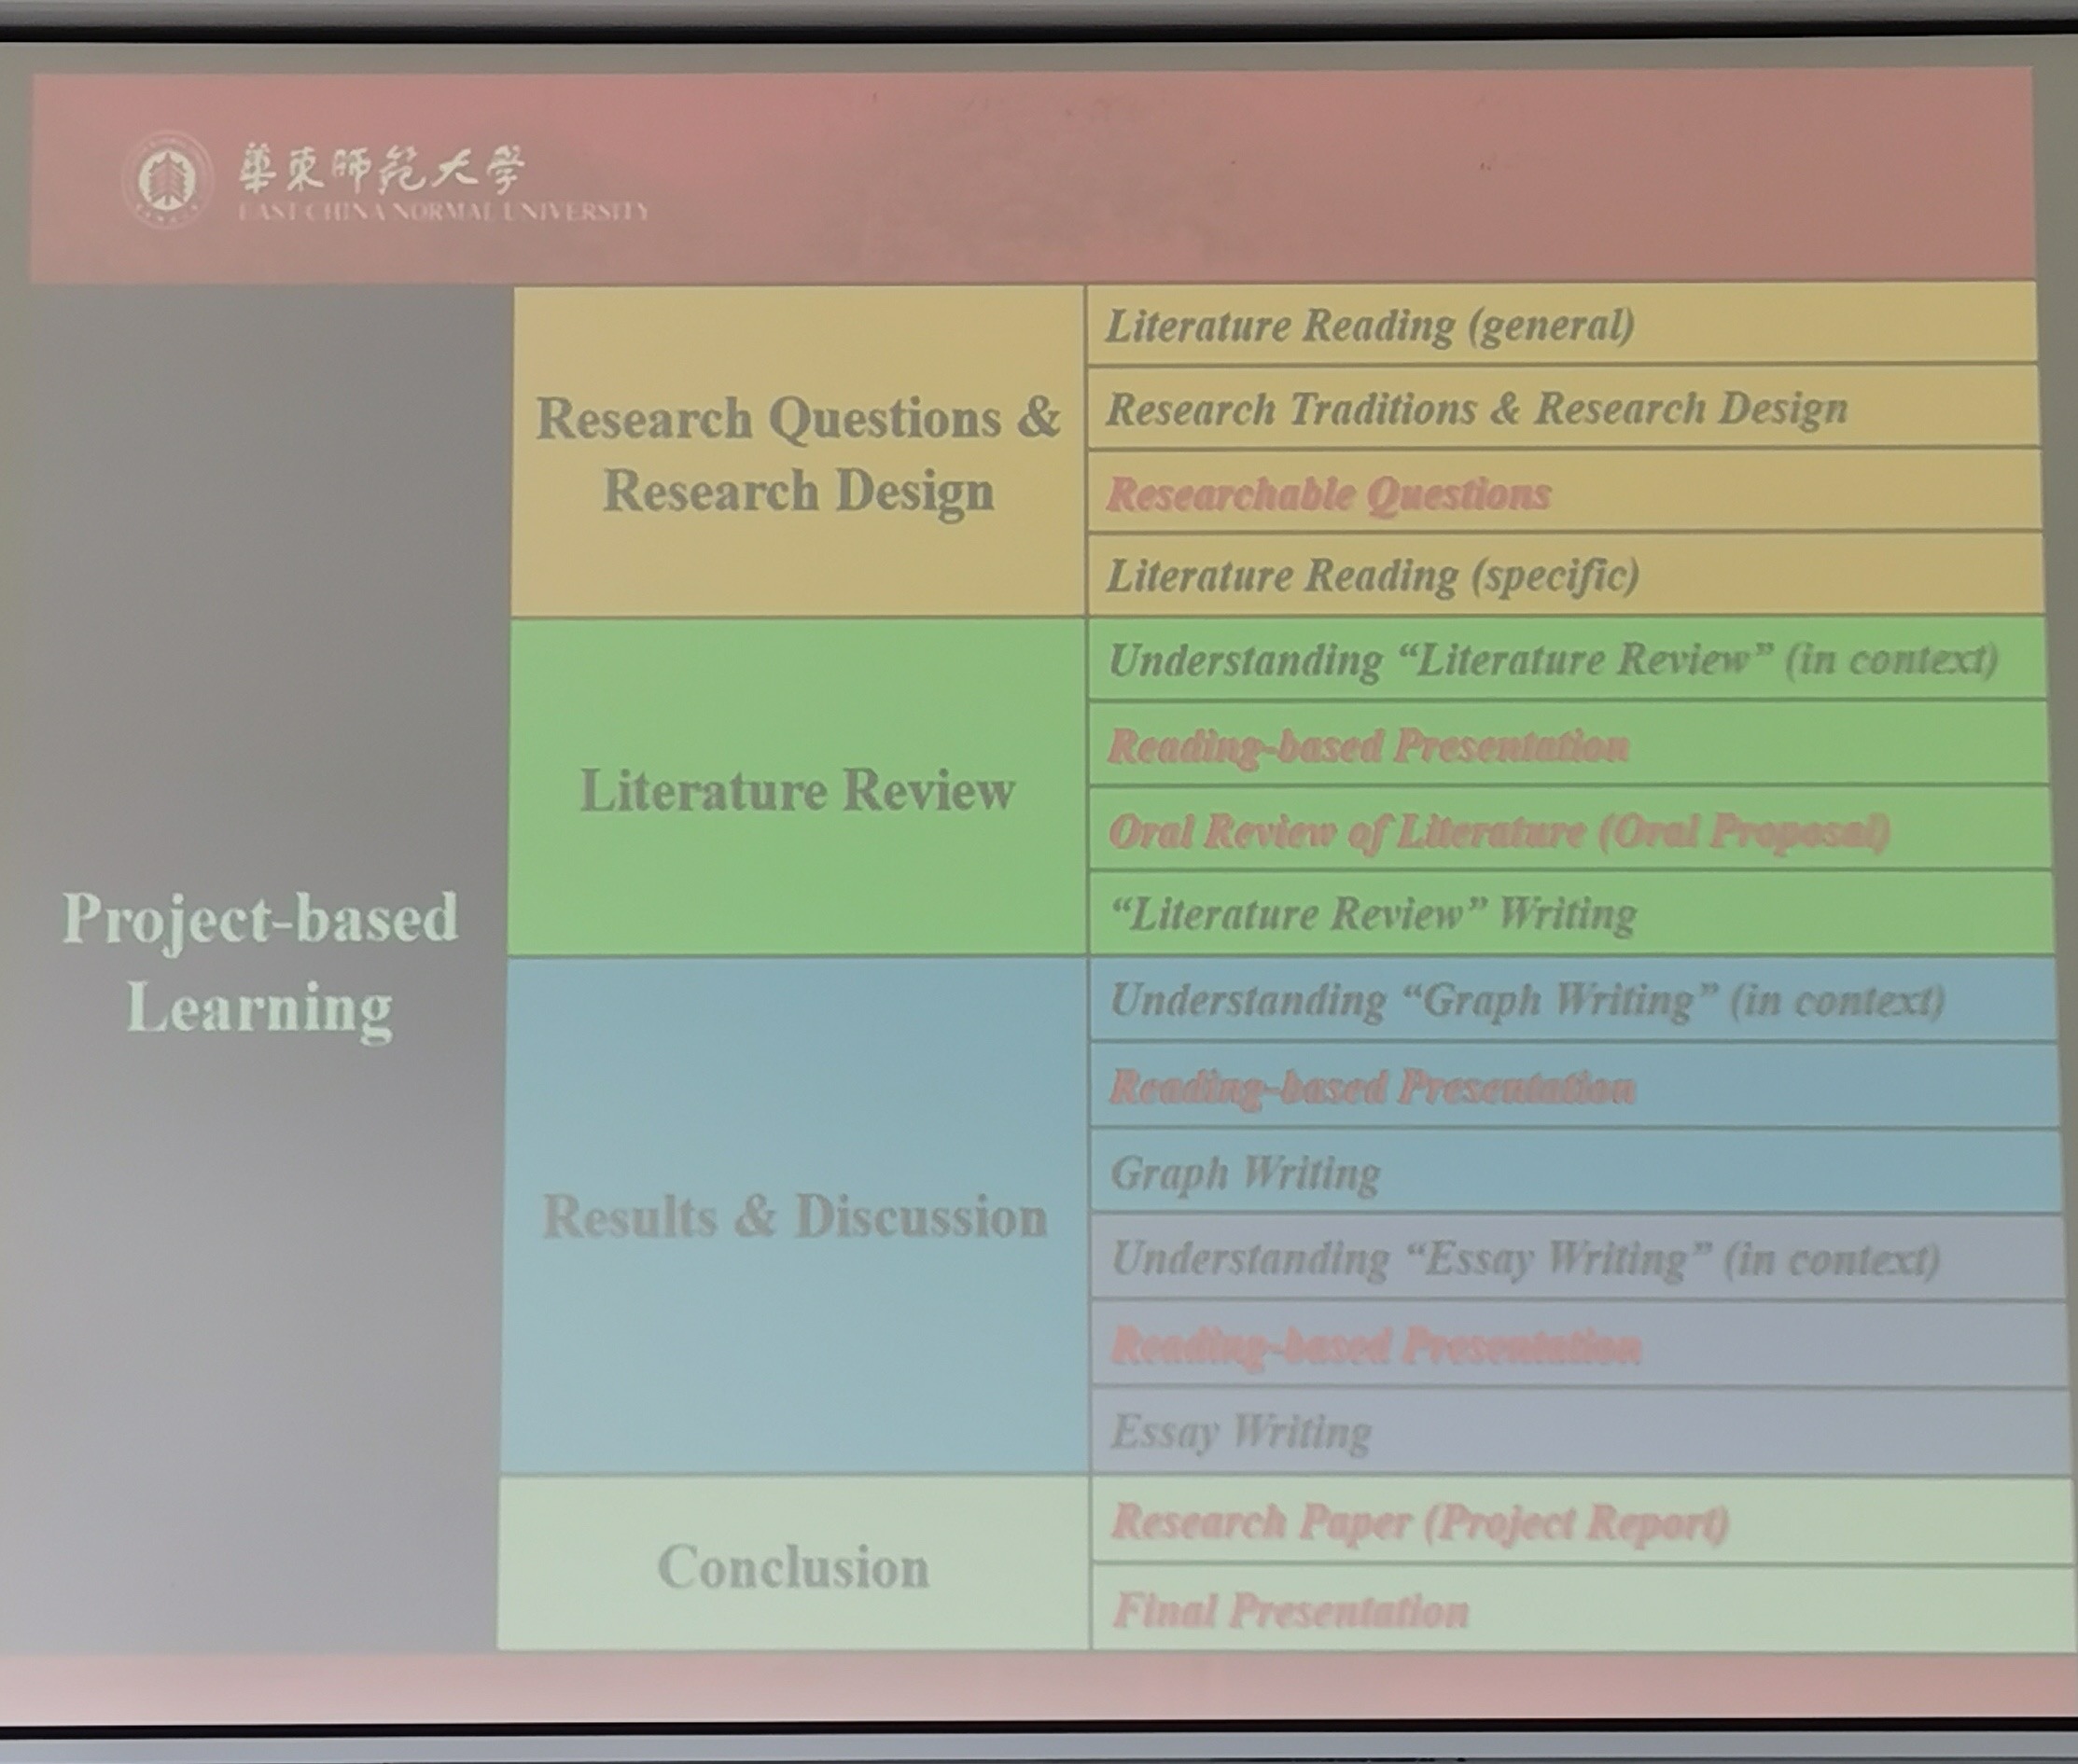 華東師範大學
EAST CHINA NORMAL UNIVERSITY
Project-based
Learning
Research Questions &
Research Design
Literature Reading (general)
Research Traditions & Research Design
Researchable Questions
Literature Reading (specific)
Literature Review
Understanding “Literature Review” (in context)
Reading-based Presentation
Oral Review of Literature (Oral Proposal)
“Literature Review” Writing
Results & Discussion
Understanding “Graph Writing” (in context)
Reading-based Presentation
Graph Writing
Understanding “Essay Writing” (in context)
Reading-based Presentation
Essay Writing
Conclusion
Research Paper (Project Report)
Final Presentation